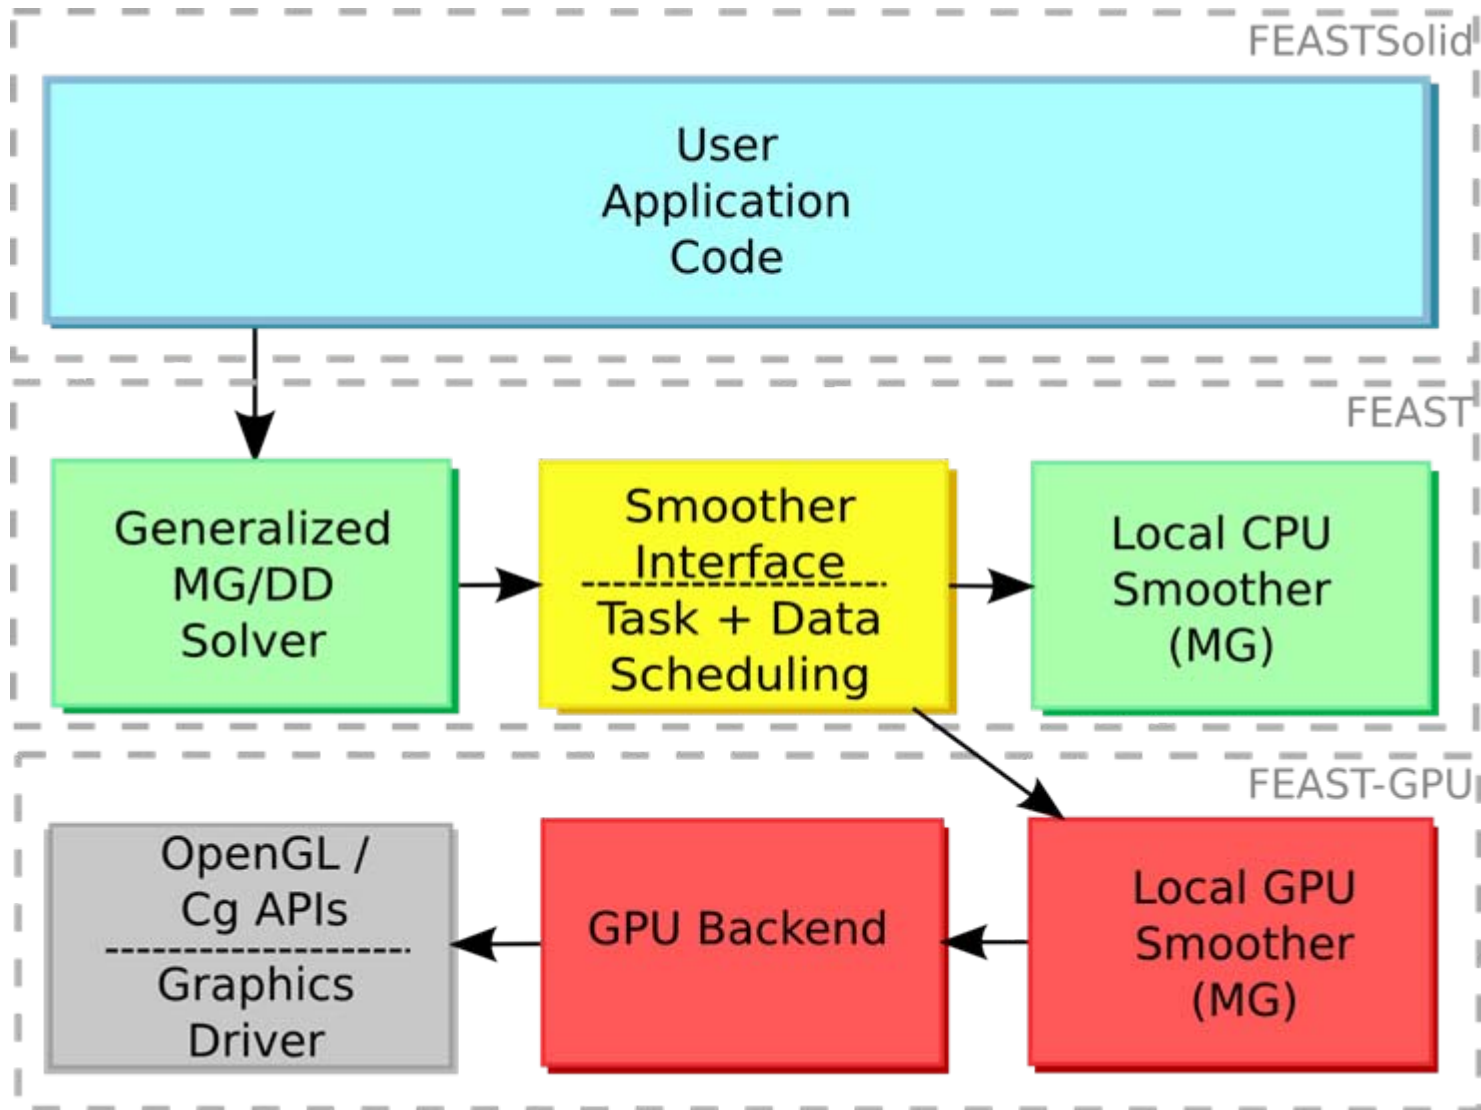 FEASTSolid
User
Application
Code
FEAST
Generalized
MG/DD
Solver
Smoother
Interface
Task + Data
Scheduling
Local CPU
Smoother
(MG)
FEAST-GPU
OpenGL /
Cg APIs
Graphics
Driver
GPU Backend
Local GPU
Smoother
(MG)